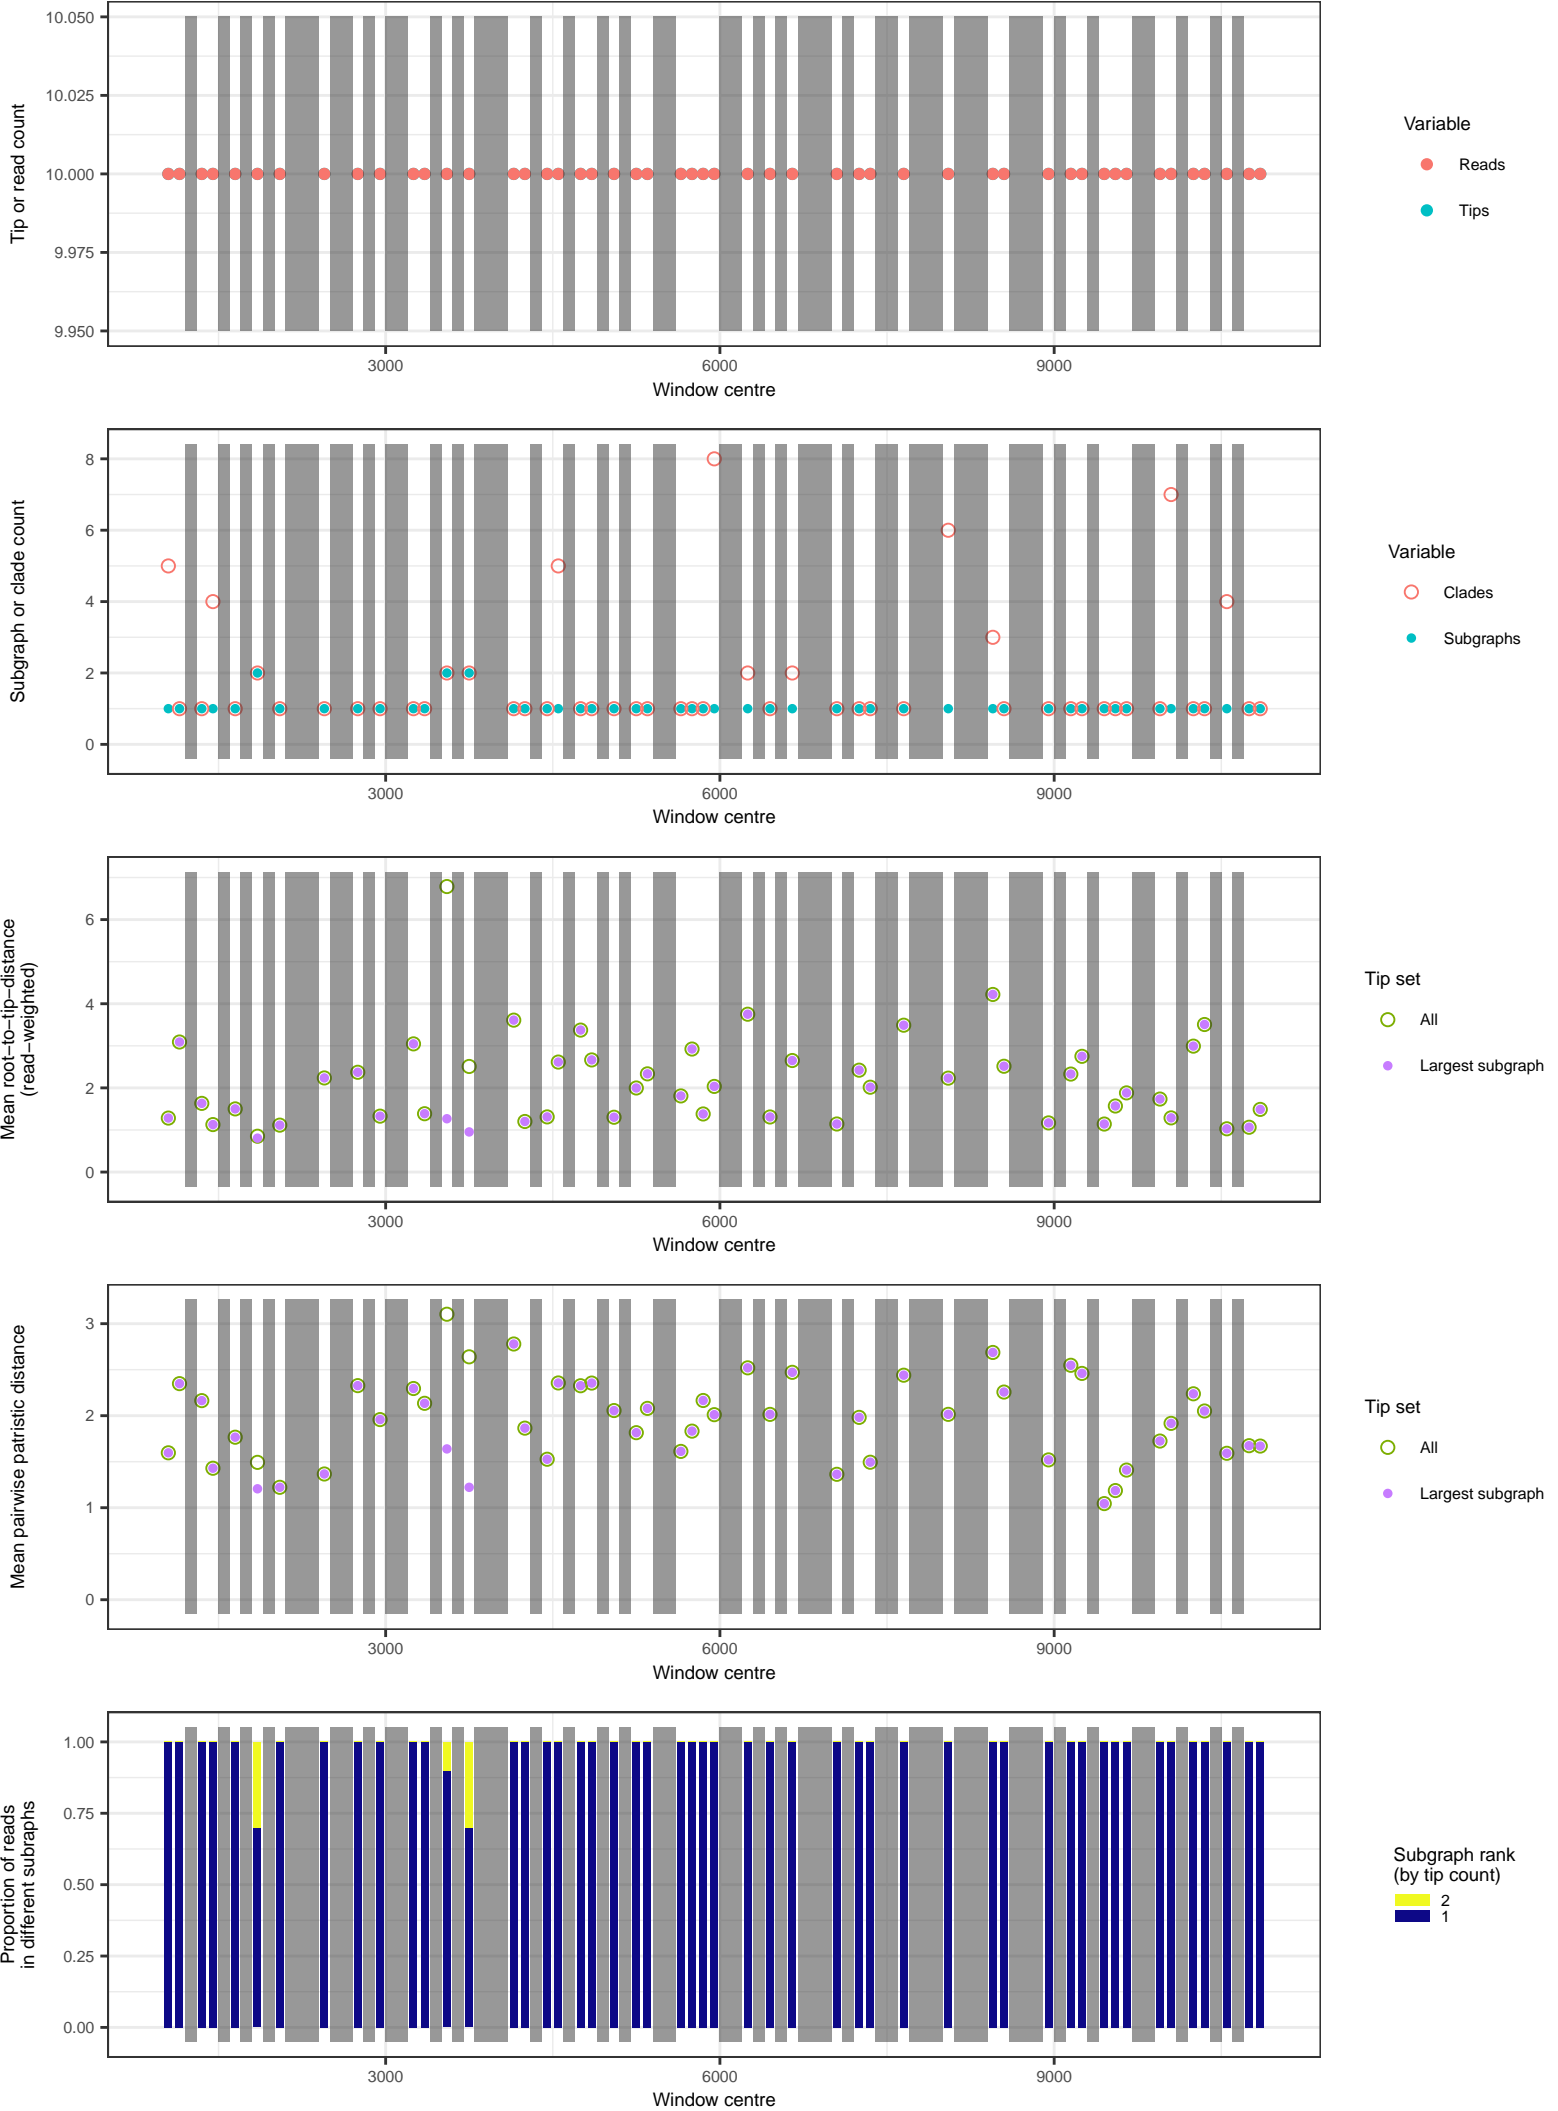 10.050
10.025
10.000
9.975
9.950
Tip or read count
3000 6000 9000
Window centre
Variable
Reads
Tips
8
6
4
2
0
Subgraph or clade count
3000 6000 9000
Window centre
Variable
Clades
Subgraphs
6
4
2
0
Mean root−to−tip−distance
(read−weighted)
3000 6000 9000
Window centre
Tip set
All
Largest subgraph
3
2
1
0
Mean pairwise patristic distance
3000 6000 9000
Window centre
Tip set
All
Largest subgraph
1.00
0.75
0.50
0.25
0.00
Proportion of reads
in different subraphs
3000 6000 9000
Window centre
Subgraph rank
(by tip count)
2
1